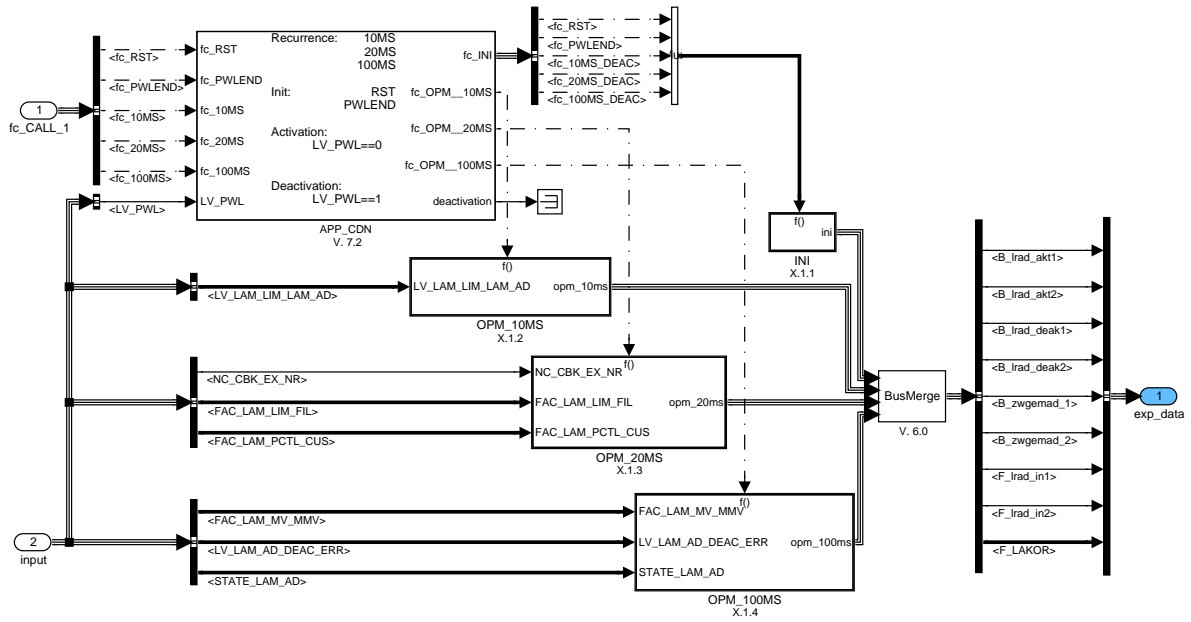 1
fc_CALL_1
<fc_RST>
<fc_PWLEND>
<fc_10MS>
<fc_20MS>
<fc_100MS>
<LV_PWL>
fc_RST
fc_PWLEND
fc_10MS
fc_20MS
fc_100MS
LV_PWL
Recurrence: 10MS
20MS
100MS
Init: RST
PWLEND
Activation:
LV_PWL==0
Deactivation:
LV_PWL==1
fc_INI
fc_OPM__10MS
fc_OPM__20MS
fc_OPM__100MS
deactivation
APP_CDN
V. 7.2
<fc_RST>
<fc_PWLEND>
<fc_10MS_DEAC>
<fc_20MS_DEAC>
<fc_100MS_DEAC>
f()
ini
INI
X.1.1
<LV_LAM_LIM_LAM_AD>
f()
LV_LAM_LIM_LAM_AD
opm_10ms
OPM_10MS
X.1.2
<NC_CBK_EX_NR>
<FAC_LAM_LIM_FIL>
<FAC_LAM_PCTL_CUS>
f()
NC_CBK_EX_NR
FAC_LAM_LIM_FIL
FAC_LAM_PCTL_CUS
opm_20ms
OPM_20MS
X.1.3
2
input
<FAC_LAM_MV_MMV>
<LV_LAM_AD_DEAC_ERR>
<STATE_LAM_AD>
f()
FAC_LAM_MV_MMV
LV_LAM_AD_DEAC_ERR
STATE_LAM_AD
opm_100ms
OPM_100MS
X.1.4
BusMerge
V. 6.0
<B_lrad_akt1>
<B_lrad_akt2>
<B_lrad_deak1>
<B_lrad_deak2>
<B_zwgemad_1>
<B_zwgemad_2>
<F_lrad_in1>
<F_lrad_in2>
<F_LAKOR>
1
exp_data